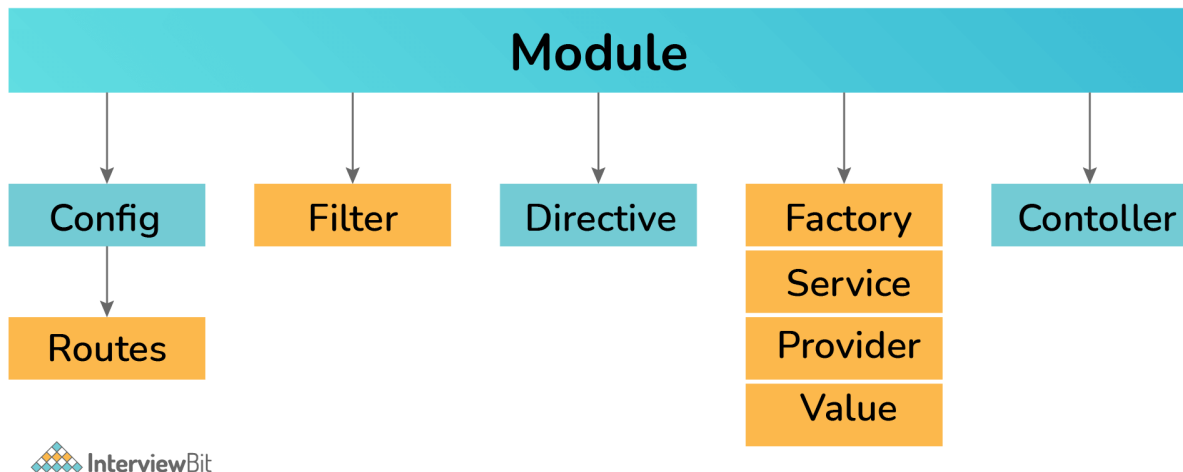 Module
Config
Filter
Directive
Factory
Contoller
Service
Routes
Provider
Value
InterviewBit